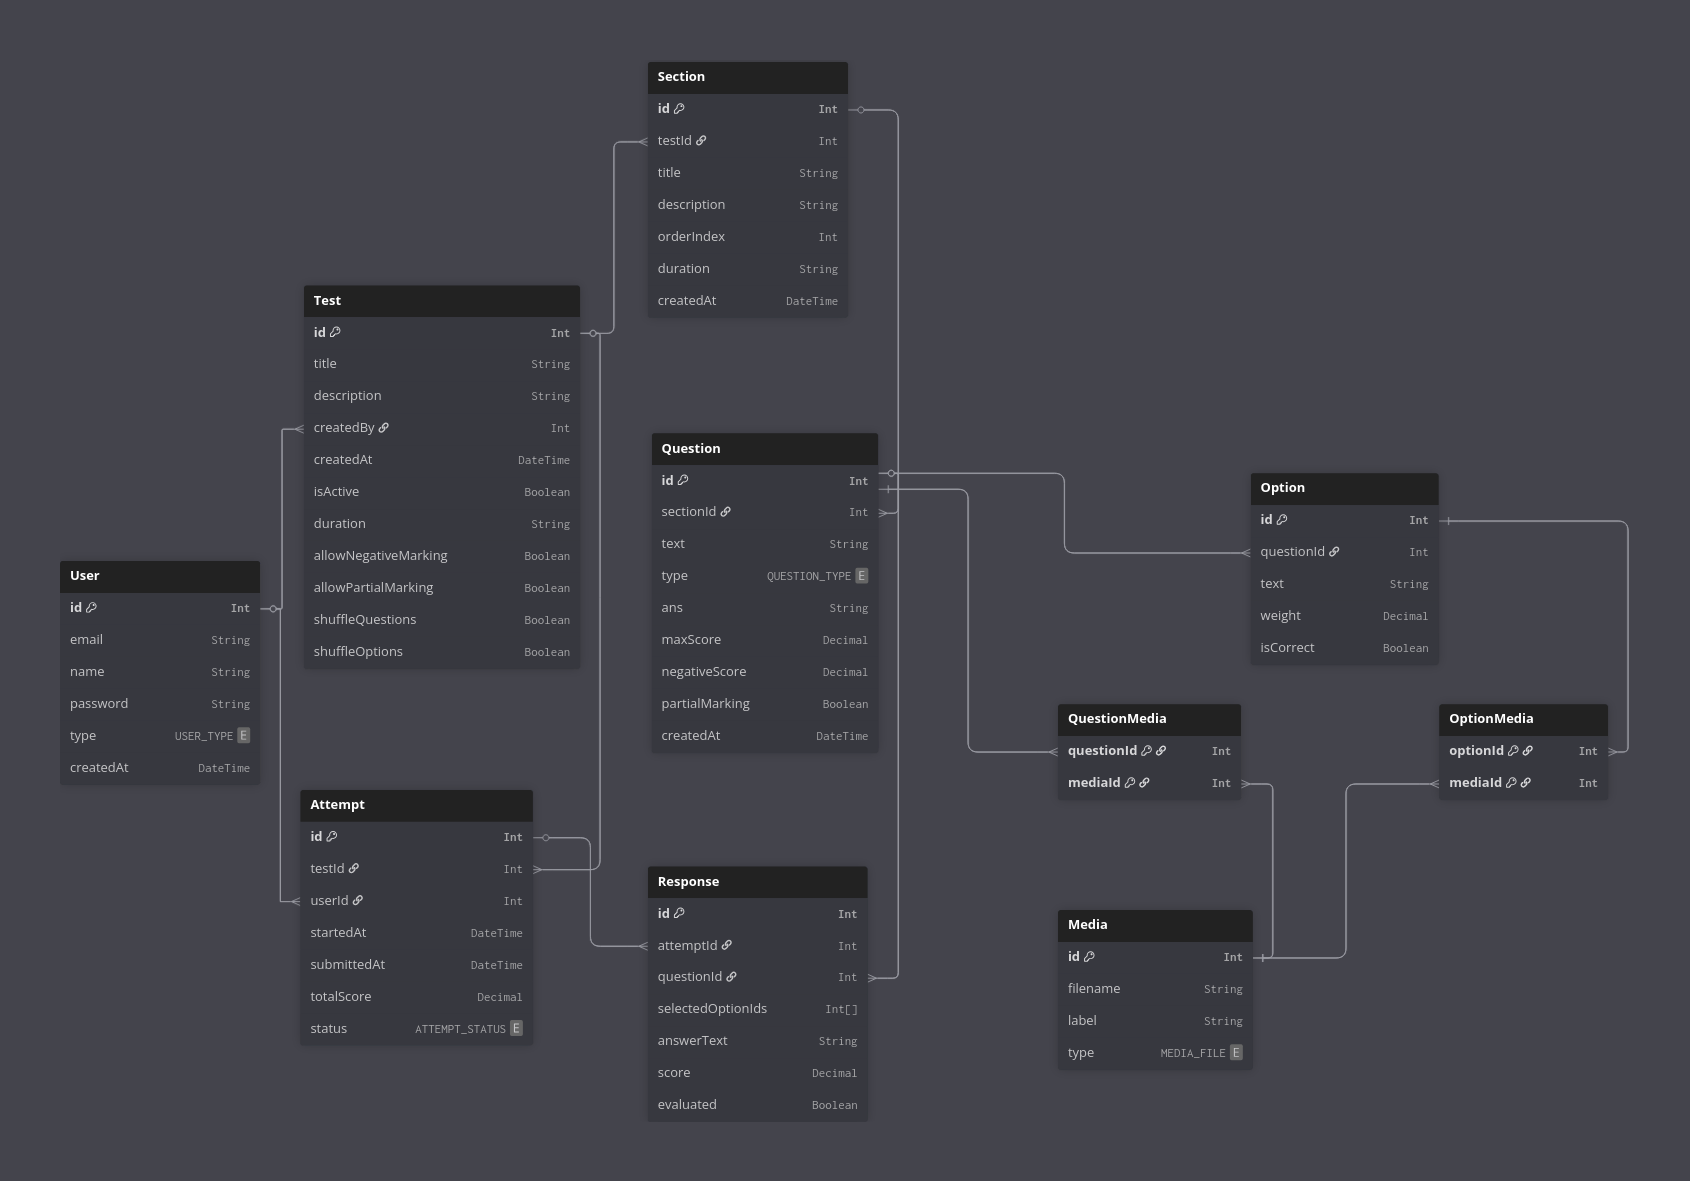 Section
id Int
testId Int
title String
description String
orderIndex Int
duration String
createdAt DateTime
Test
id Int
title String
description String
createdBy Int
createdAt DateTime
isActive Boolean
duration String
allowNegativeMarking Boolean
allowPartialMarking Boolean
shuffleQuestions Boolean
shuffleOptions Boolean
Question
id Int
sectionId Int
text String
type QUESTION_TYPE E
ans String
maxScore Decimal
negativeScore Decimal
partialMarking Boolean
createdAt DateTime
Option
id Int
questionId Int
text String
weight Decimal
isCorrect Boolean
User
id Int
email String
name String
password String
type USER_TYPE E
createdAt DateTime
QuestionMedia
questionId Int
mediaId Int
OptionMedia
optionId Int
mediaId Int
Attempt
id Int
testId Int
userId Int
startedAt DateTime
submittedAt DateTime
totalScore Decimal
status ATTEMPT_STATUS E
Response
id Int
attemptId Int
questionId Int
selectedOptionIds Int[]
answerText String
score Decimal
evaluated Boolean
Media
id Int
filename String
label String
type MEDIA_FILE E